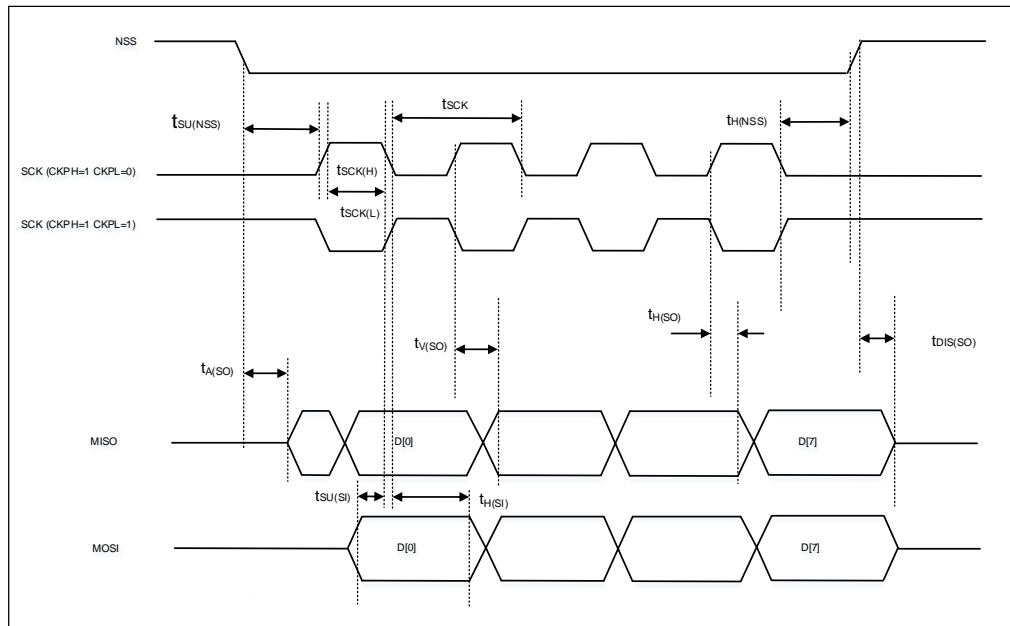 NSS
tSCK
tSU(NSS)
tH(NSS)
SCK (CKPH=1 CKPL=0)
tSCK(H)
tSCK(L)
SCK (CKPH=1 CKPL=1)
tH(SO)
tV(SO)
tDIS(SO)
tA(SO)
MISO
D[0]
D[7]
tSU(SI)
tH(SI)
MOSI
D[0]
D[7]